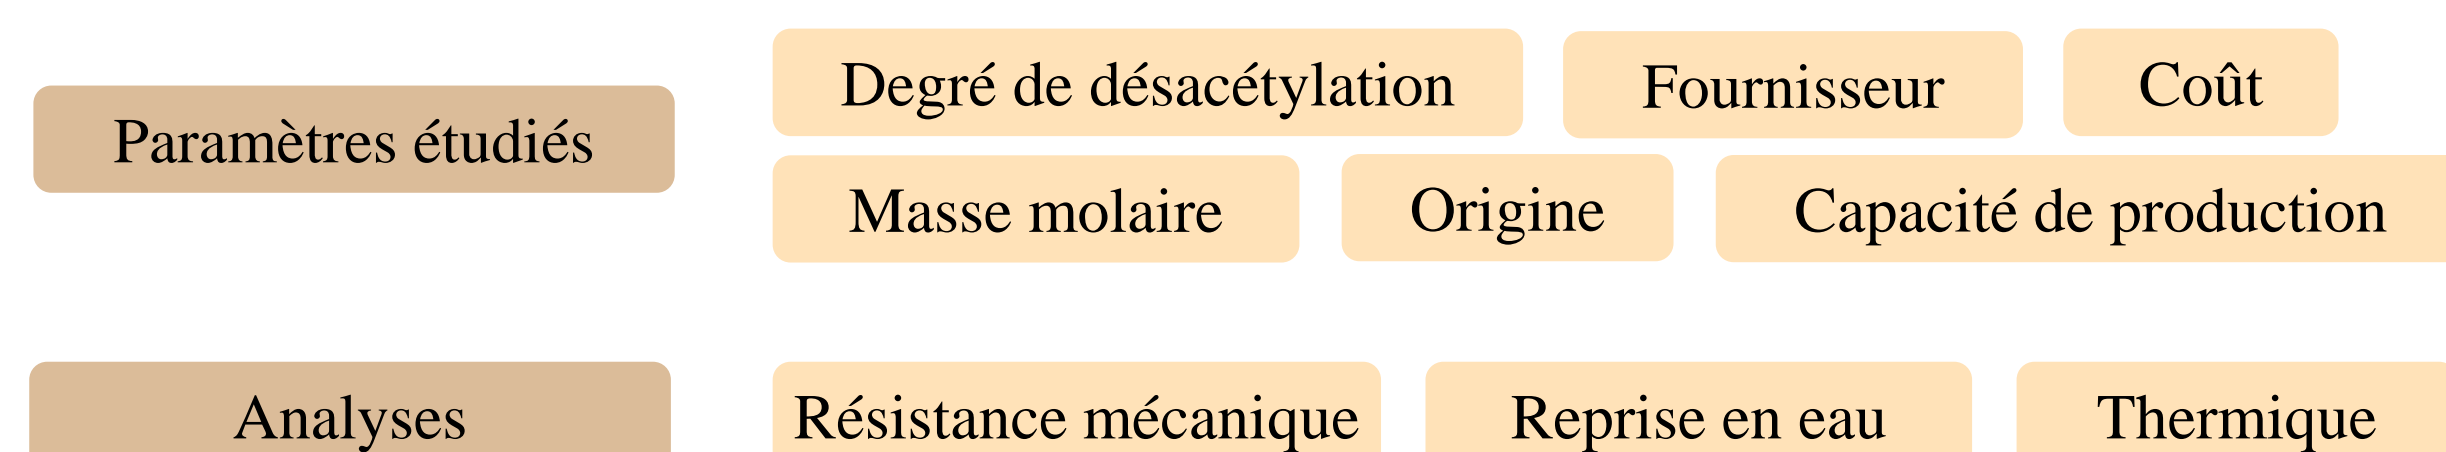 Paramètres étudiés
Degré de désacétylation Fournisseur Coût
Masse molaire Origine Capacité de production
Analyses Résistance mécanique Reprise en eau Thermique